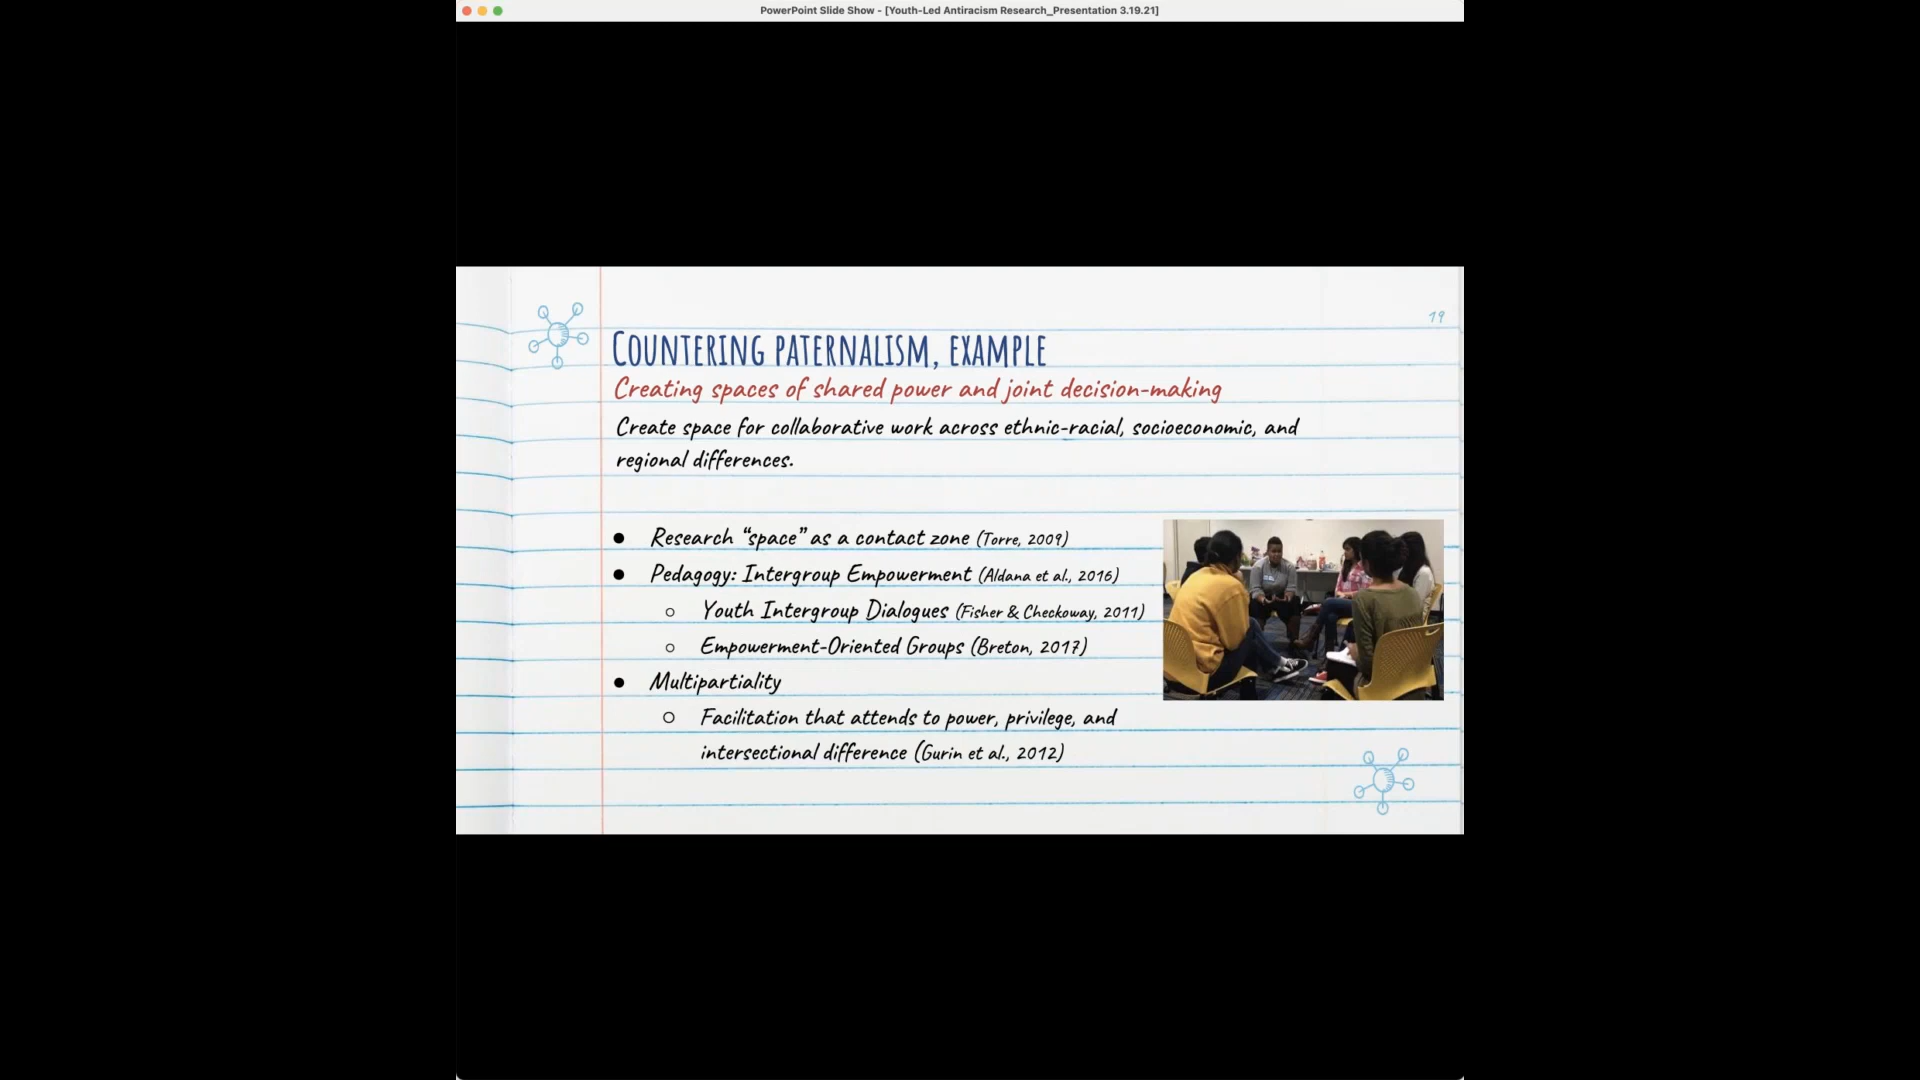 PowerPoint Slide Show - [Youth-Led Antiracism Research_Presentation 3.19.21]
19
Countering paternalism, example
Creating spaces of shared power and joint decision-making
Create space for collaborative work across ethnic-racial, socioeconomic, and
regional differences.
● Research “space” as a contact zone (Torre, 2009)
● Pedagogy: Intergroup Empowerment (Aldana et al., 2016)
○ Youth Intergroup Dialogues (Fisher & Checkoway, 2011)
○ Empowerment-Oriented Groups (Breton, 2017)
● Multipartiality
○ Facilitation that attends to power, privilege, and
intersectional difference (Gurin et al., 2012)